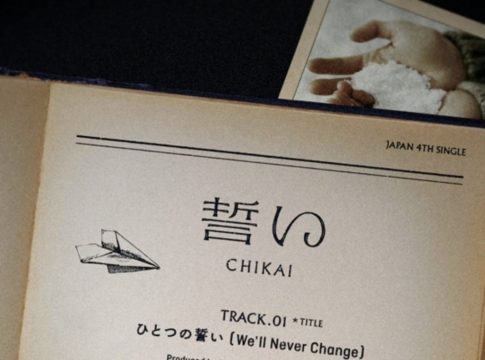 JAPAN 4TH SINGLE
誓い
CHIKAI
TRACK.01 *TITLE
ひとつの誓い (We'll Never Change)
Produced